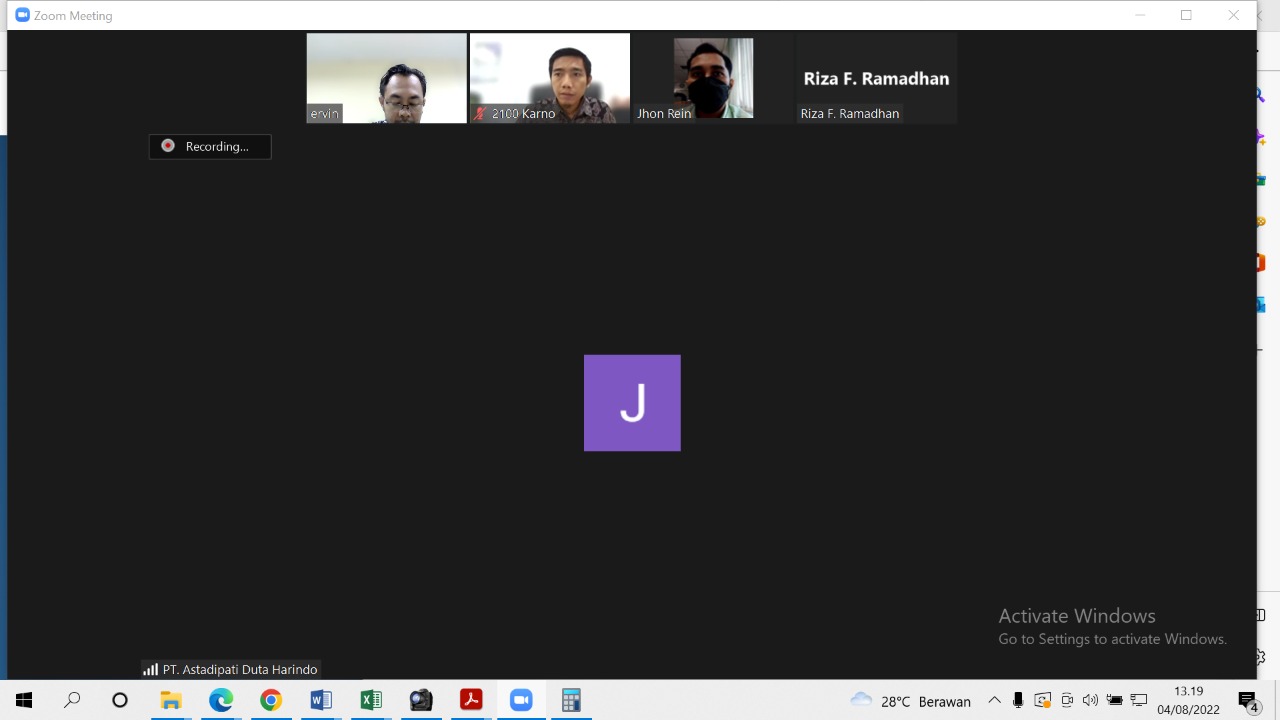 Zoom Meeting
Riza F. Ramadhan
ervin
2100 Karno
Jhon Rein
Riza F. Ramadhan
Recording...
J
Activate Windows
Go to Settings to activate Windows.
PT. Astadipati Duta Harindo
28°C Berawan
13.19
04/08/2022
4